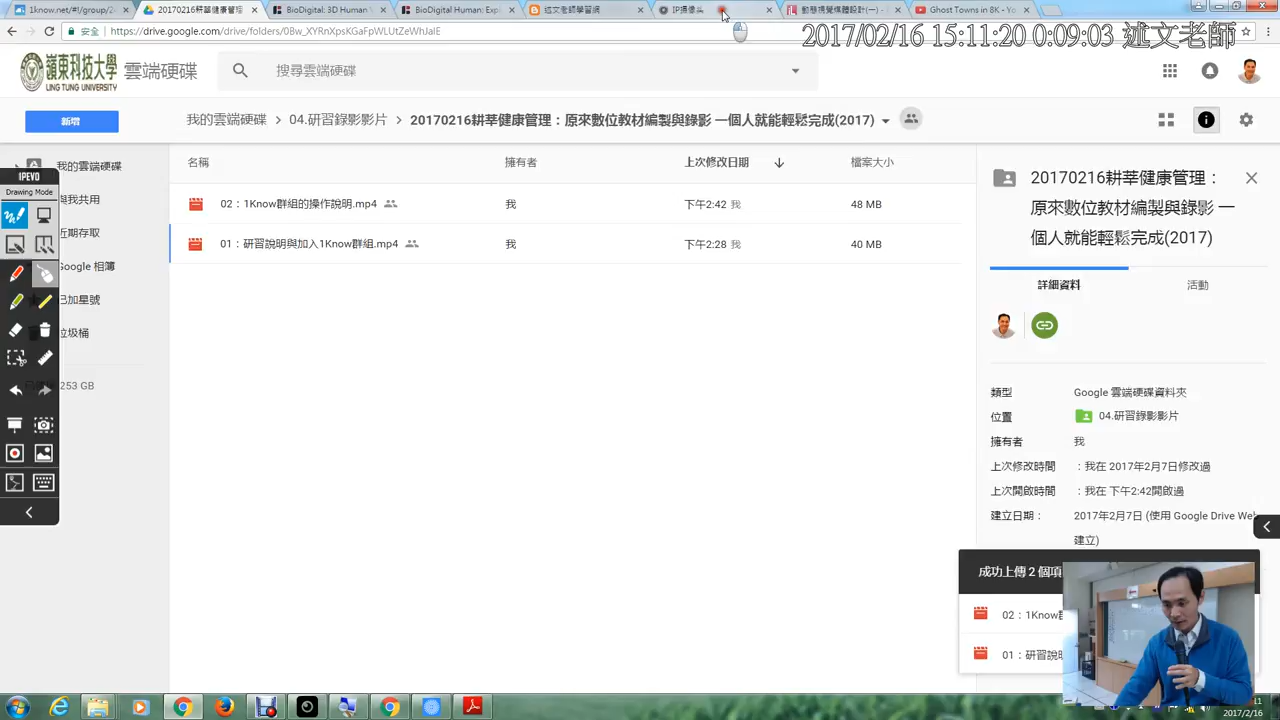 1know.net/#!/group/2
20170216耕莘健康管理
BioDigital: 3D Human V
BioDigital Human: Expl
述文老師學習網
IP攝像头
動態視覺媒體設計(一) -
Ghost Towns in 8K - Yo
安全 https://drive.google.com/drive/folders/0Bw_XYRnXpsKGaFpWLUtZeWhJalE
2017/02/16 15:11:20 0:09:03 述文老師
嶺東科技大學
LING TUNG UNIVERSITY
雲端硬碟
搜尋雲端硬碟
新增
我的雲端硬碟 > 04.研習錄影影片 > 20170216耕莘健康管理：原來數位教材編製與錄影 一個人就能輕鬆完成(2017)
IPEVO
Drawing Mode
我的雲端硬碟
與我共用
近期存取
Google 相簿
已加星號
垃圾桶
253 GB
名稱 擁有者 上次修改日期 檔案大小
02：1Know群組的操作說明.mp4 我 下午2:42 我 48 MB
01：研習說明與加入1Know群組.mp4 我 下午2:28 我 40 MB
20170216耕莘健康管理：
原來數位教材編製與錄影 一
個人就能輕鬆完成(2017)
詳細資料 活動
類型 Google 雲端硬碟資料夾
位置 04.研習錄影影片
擁有者 我
上次修改時間 ：我在 2017年2月7日修改過
上次開啟時間 ：我在 下午2:42開啟過
建立日期： 2017年2月7日 (使用 Google Drive Web
建立)
成功上傳 2 個項
02：1Know群
01：研習說明
2017/2/16